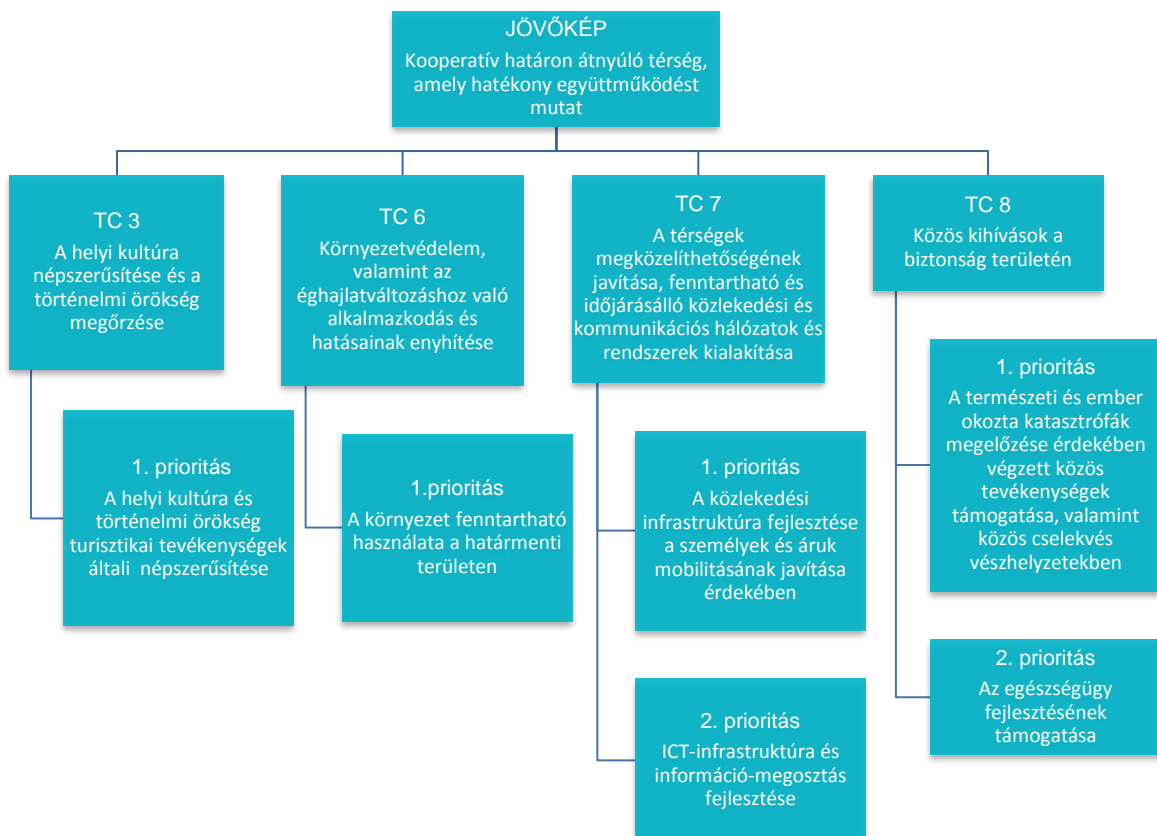 JÖVŐKÉP
Kooperatív határon átnyúló térség,
amely hatékony együttműködést
mutat
TC 3
A helyi kultúra
népszerűsítése és a
történelmi örökség
megőrzése
1. prioritás
A helyi kultúra és
történelmi örökség
turisztikai tevékenységek
általi népszerűsítése
TC 6
Környezetvédelem,
valamint az
éghajlatváltozáshoz való
alkalmazkodás és
hatásainak enyhítése
1.prioritás
A környezet fenntartható
használata a határmenti
területen
TC 7
A térségek
megközelíthetőségének
javítása, fenntartható és
időjárásálló közlekedési és
kommunikációs hálózatok és
rendszerek kialakítása
1. prioritás
A közlekedési
infrastruktúra fejlesztése
a személyek és áruk
mobilitásának javítása
érdekében
2. prioritás
ICT-infrastruktúra és
információ-megosztás
fejlesztése
TC 8
Közös kihívások a
biztonság területén
1. prioritás
A természeti és ember
okozta katasztrófák
megelőzése érdekében
végzett közös
tevékenységek
támogatása, valamint
közös cselekvés
vészhelyzetekben
2. prioritás
Az egészségügy
fejlesztésének
támogatása